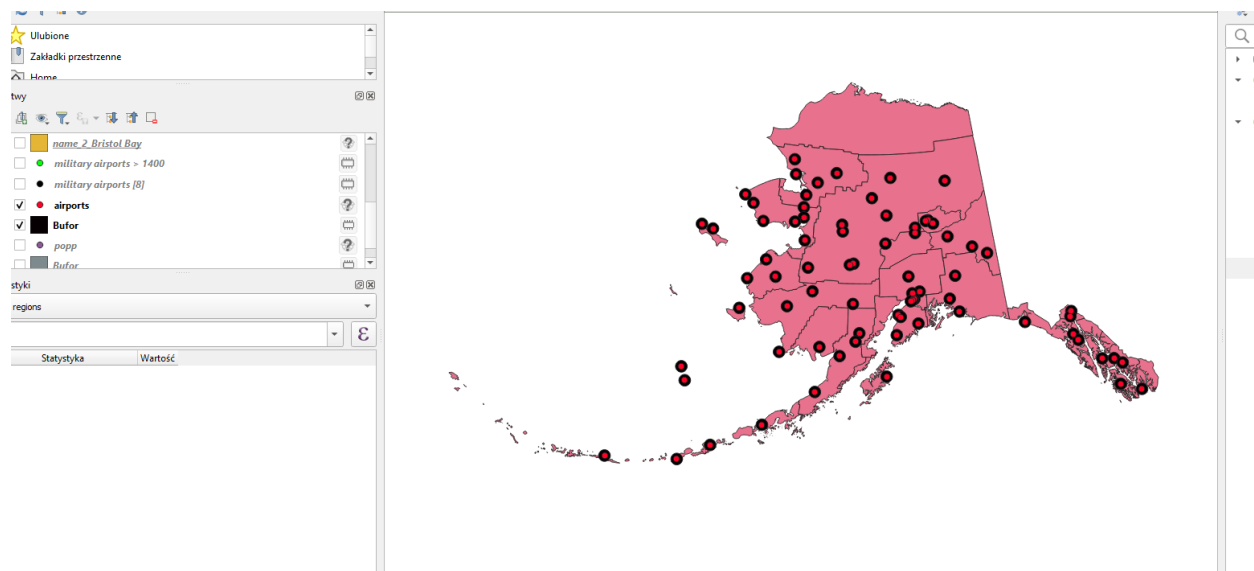 Ulubione
Zakładki przestrzenne
Home
twy
name_2_Bristol Bay
military airports > 1400
military airports [8]
airports
Bufor
popp
Bufor
styki
regions
ε
Statystyka Wartość